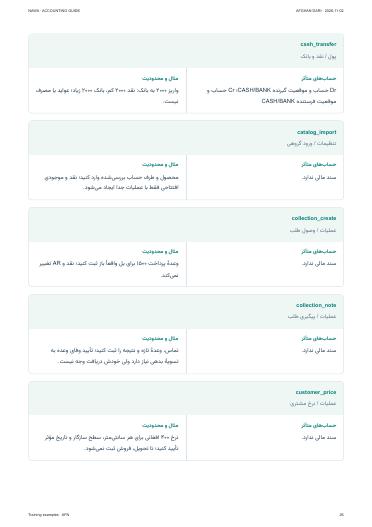 NAWA · ACCOUNTING GUIDE
AFGHAN DARI · 2026-11-02
cash_transfer
پول / نقد و بانک
حساب‌های متأثر
Dr حساب و موقعیت گیرنده CASH/BANK؛ Cr حساب و
موقعیت فرستنده CASH/BANK
مثال و محدودیت
واریز ۲۰۰۰ به بانک: نقد ۲۰۰۰ کم، بانک ۲۰۰۰ زیاد؛ عواید یا مصرف
نیست.
catalog_import
تنظیمات / ورود گروهی
حساب‌های متأثر
سند مالی ندارد.
مثال و محدودیت
محصول و طرف حساب بررسی‌شده وارد کنید؛ نقد و موجودی
افتتاحی فقط با عملیات جدا ایجاد می‌شود.
collection_create
عملیات / وصول طلب
حساب‌های متأثر
سند مالی ندارد.
مثال و محدودیت
وعدهٔ پرداخت ۱۵۰۰ برای بل واقعاً باز ثبت کنید؛ نقد و AR تغییر
نمی‌کند.
collection_note
عملیات / پیگیری طلب
حساب‌های متأثر
سند مالی ندارد.
مثال و محدودیت
تماس، وعدهٔ تازه و نتیجه را ثبت کنید؛ تأیید وفای وعده به
تسویهٔ بدهی نیاز دارد ولی خودش دریافت وجه نیست.
customer_price
عملیات / نرخ مشتری
حساب‌های متأثر
سند مالی ندارد.
مثال و محدودیت
نرخ ۳۰۰ افغانی برای هر سانتی‌متر، سطح سازگار و تاریخ مؤثر
تأیید کنید؛ تا تحویل، فروش ثبت نمی‌شود.
Training examples · AFN